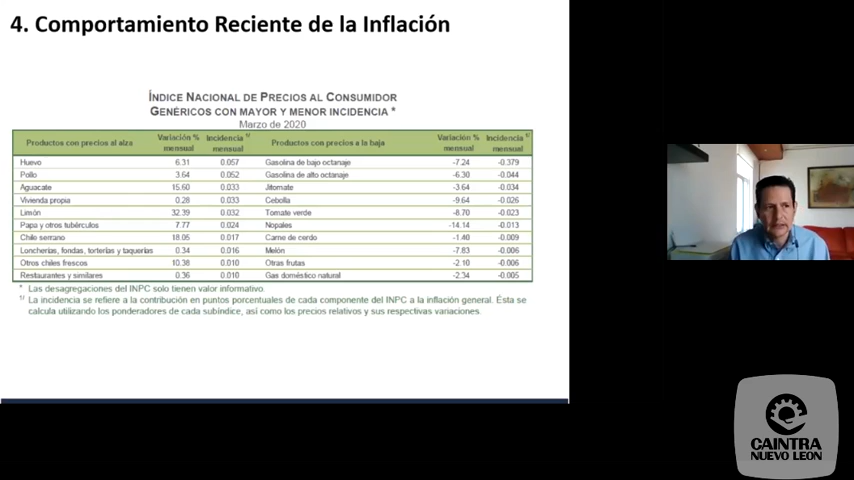 4. Comportamiento Reciente de la Inflación
ÍNDICE NACIONAL DE PRECIOS AL CONSUMIDOR
GENÉRICOS CON MAYOR Y MENOR INCIDENCIA *
Marzo de 2020
Productos con precios al alza Variación % mensual Incidencia 1/ mensual Productos con precios a la baja Variación % mensual Incidencia 1/ mensual
Huevo 6.31 0.057 Gasolina de bajo octanaje -7.24 -0.379
Pollo 3.64 0.052 Gasolina de alto octanaje -6.30 -0.044
Aguacate 15.60 0.033 Jitomate -3.64 -0.034
Vivienda propia 0.28 0.033 Cebolla -9.64 -0.026
Limón 32.39 0.032 Tomate verde -8.70 -0.023
Papa y otros tubérculos 7.77 0.024 Nopales -14.14 -0.013
Chile serrano 18.05 0.017 Carne de cerdo -1.40 -0.009
Loncherías, fondas, torterías y taquerías 0.34 0.016 Melón -7.83 -0.006
Otros chiles frescos 10.38 0.010 Otras frutas -2.10 -0.006
Restaurantes y similares 0.36 0.010 Gas doméstico natural -2.34 -0.005
* Las desagregaciones del INPC solo tienen valor informativo.
1/ La incidencia se refiere a la contribución en puntos porcentuales de cada componente del INPC a la inflación general. Ésta se
calcula utilizando los ponderadores de cada subíndice, así como los precios relativos y sus respectivas variaciones.
CAINTRA
NUEVO LEÓN